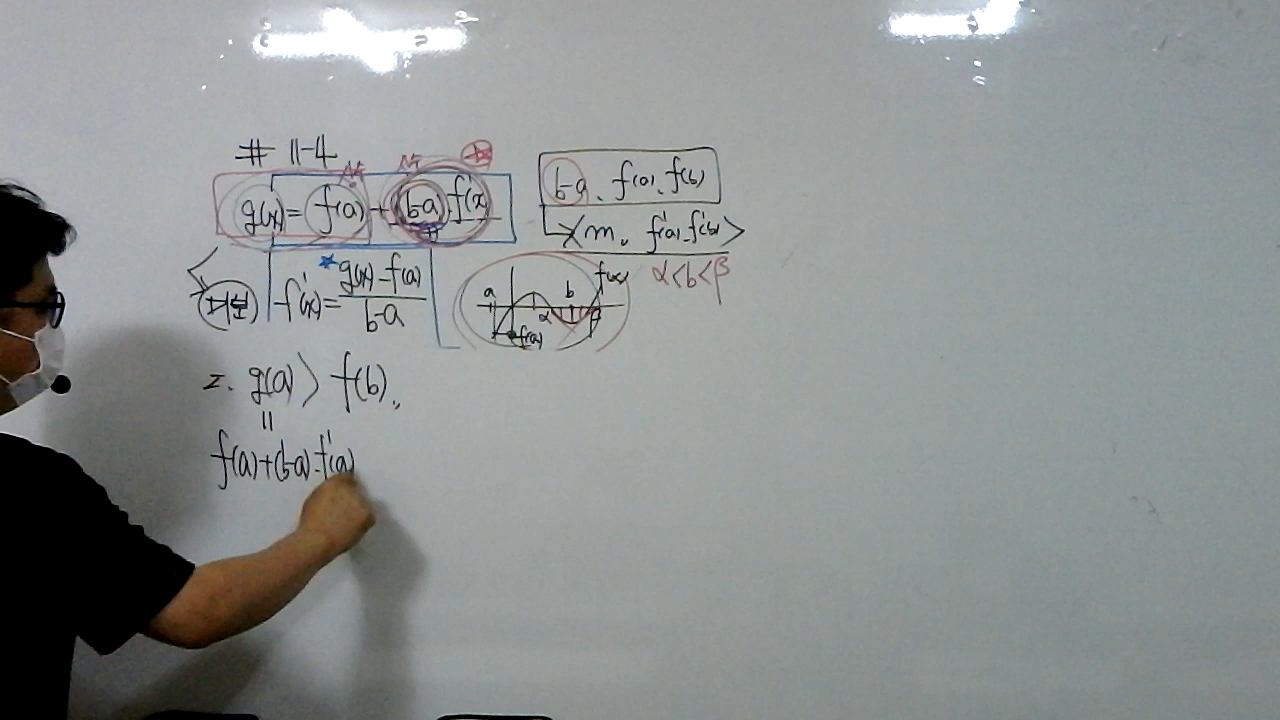 # 11-4
g(x) = f(a) + (b-a) f'(x)
b-a, f(a), f(b)
m, f'(a), f'(b)
α<b<β
f'(x) = g(x) - f(a) / b-a
a b f(x)
α β
f(a)
ㄷ. g(a) > f(b),
=
f(a)+(b-a)·f'(a)